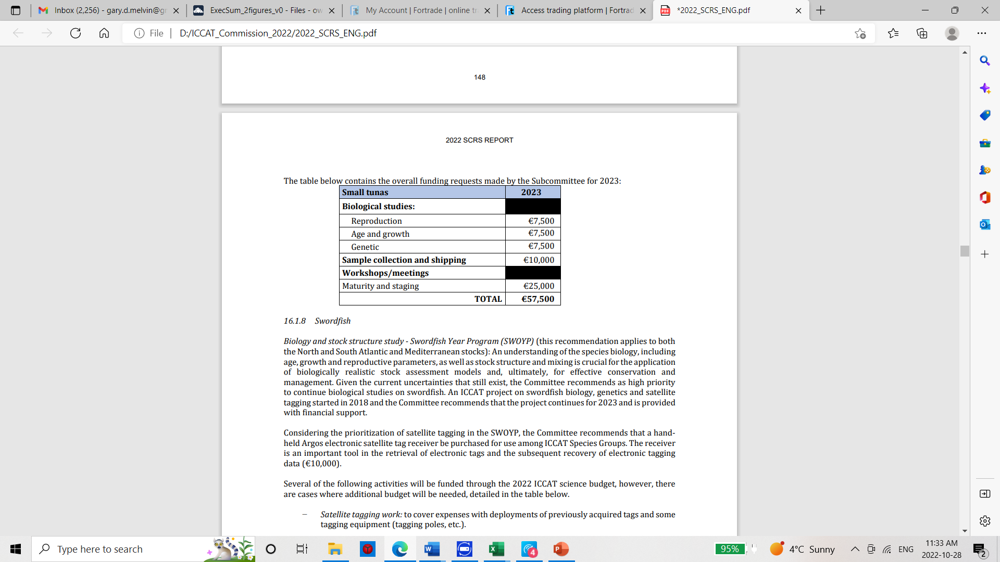 Inbox (2,256) - gary.d.melvin@g
ExecSum_2figures_v0 - Files - ow
My Account | Fortrade | online tr
Access trading platform | Fortrad
*2022_SCRS_ENG.pdf
File
D:/ICCAT_Commission_2022/2022_SCRS_ENG.pdf
148
2022 SCRS REPORT
The table below contains the overall funding requests made by the Subcommittee for 2023:
Small tunas 2023
Biological studies:
Reproduction €7,500
Age and growth €7,500
Genetic €7,500
Sample collection and shipping €10,000
Workshops/meetings
Maturity and staging €25,000
TOTAL €57,500
16.1.8 Swordfish
Biology and stock structure study - Swordfish Year Program (SWOYP) (this recommendation applies to both
the North and South Atlantic and Mediterranean stocks): An understanding of the species biology, including
age, growth and reproductive parameters, as well as stock structure and mixing is crucial for the application
of biologically realistic stock assessment models and, ultimately, for effective conservation and
management. Given the current uncertainties that still exist, the Committee recommends as high priority
to continue biological studies on swordfish. An ICCAT project on swordfish biology, genetics and satellite
tagging started in 2018 and the Committee recommends that the project continues for 2023 and is provided
with financial support.
Considering the prioritization of satellite tagging in the SWOYP, the Committee recommends that a hand-
held Argos electronic satellite tag receiver be purchased for use among ICCAT Species Groups. The receiver
is an important tool in the retrieval of electronic tags and the subsequent recovery of electronic tagging
data (€10,000).
Several of the following activities will be funded through the 2022 ICCAT science budget, however, there
are cases where additional budget will be needed, detailed in the table below.
– Satellite tagging work: to cover expenses with deployments of previously acquired tags and some
tagging equipment (tagging poles, etc.).
Type here to search
4
95%
4°C Sunny
ENG
11:33 AM
2022-10-28
2